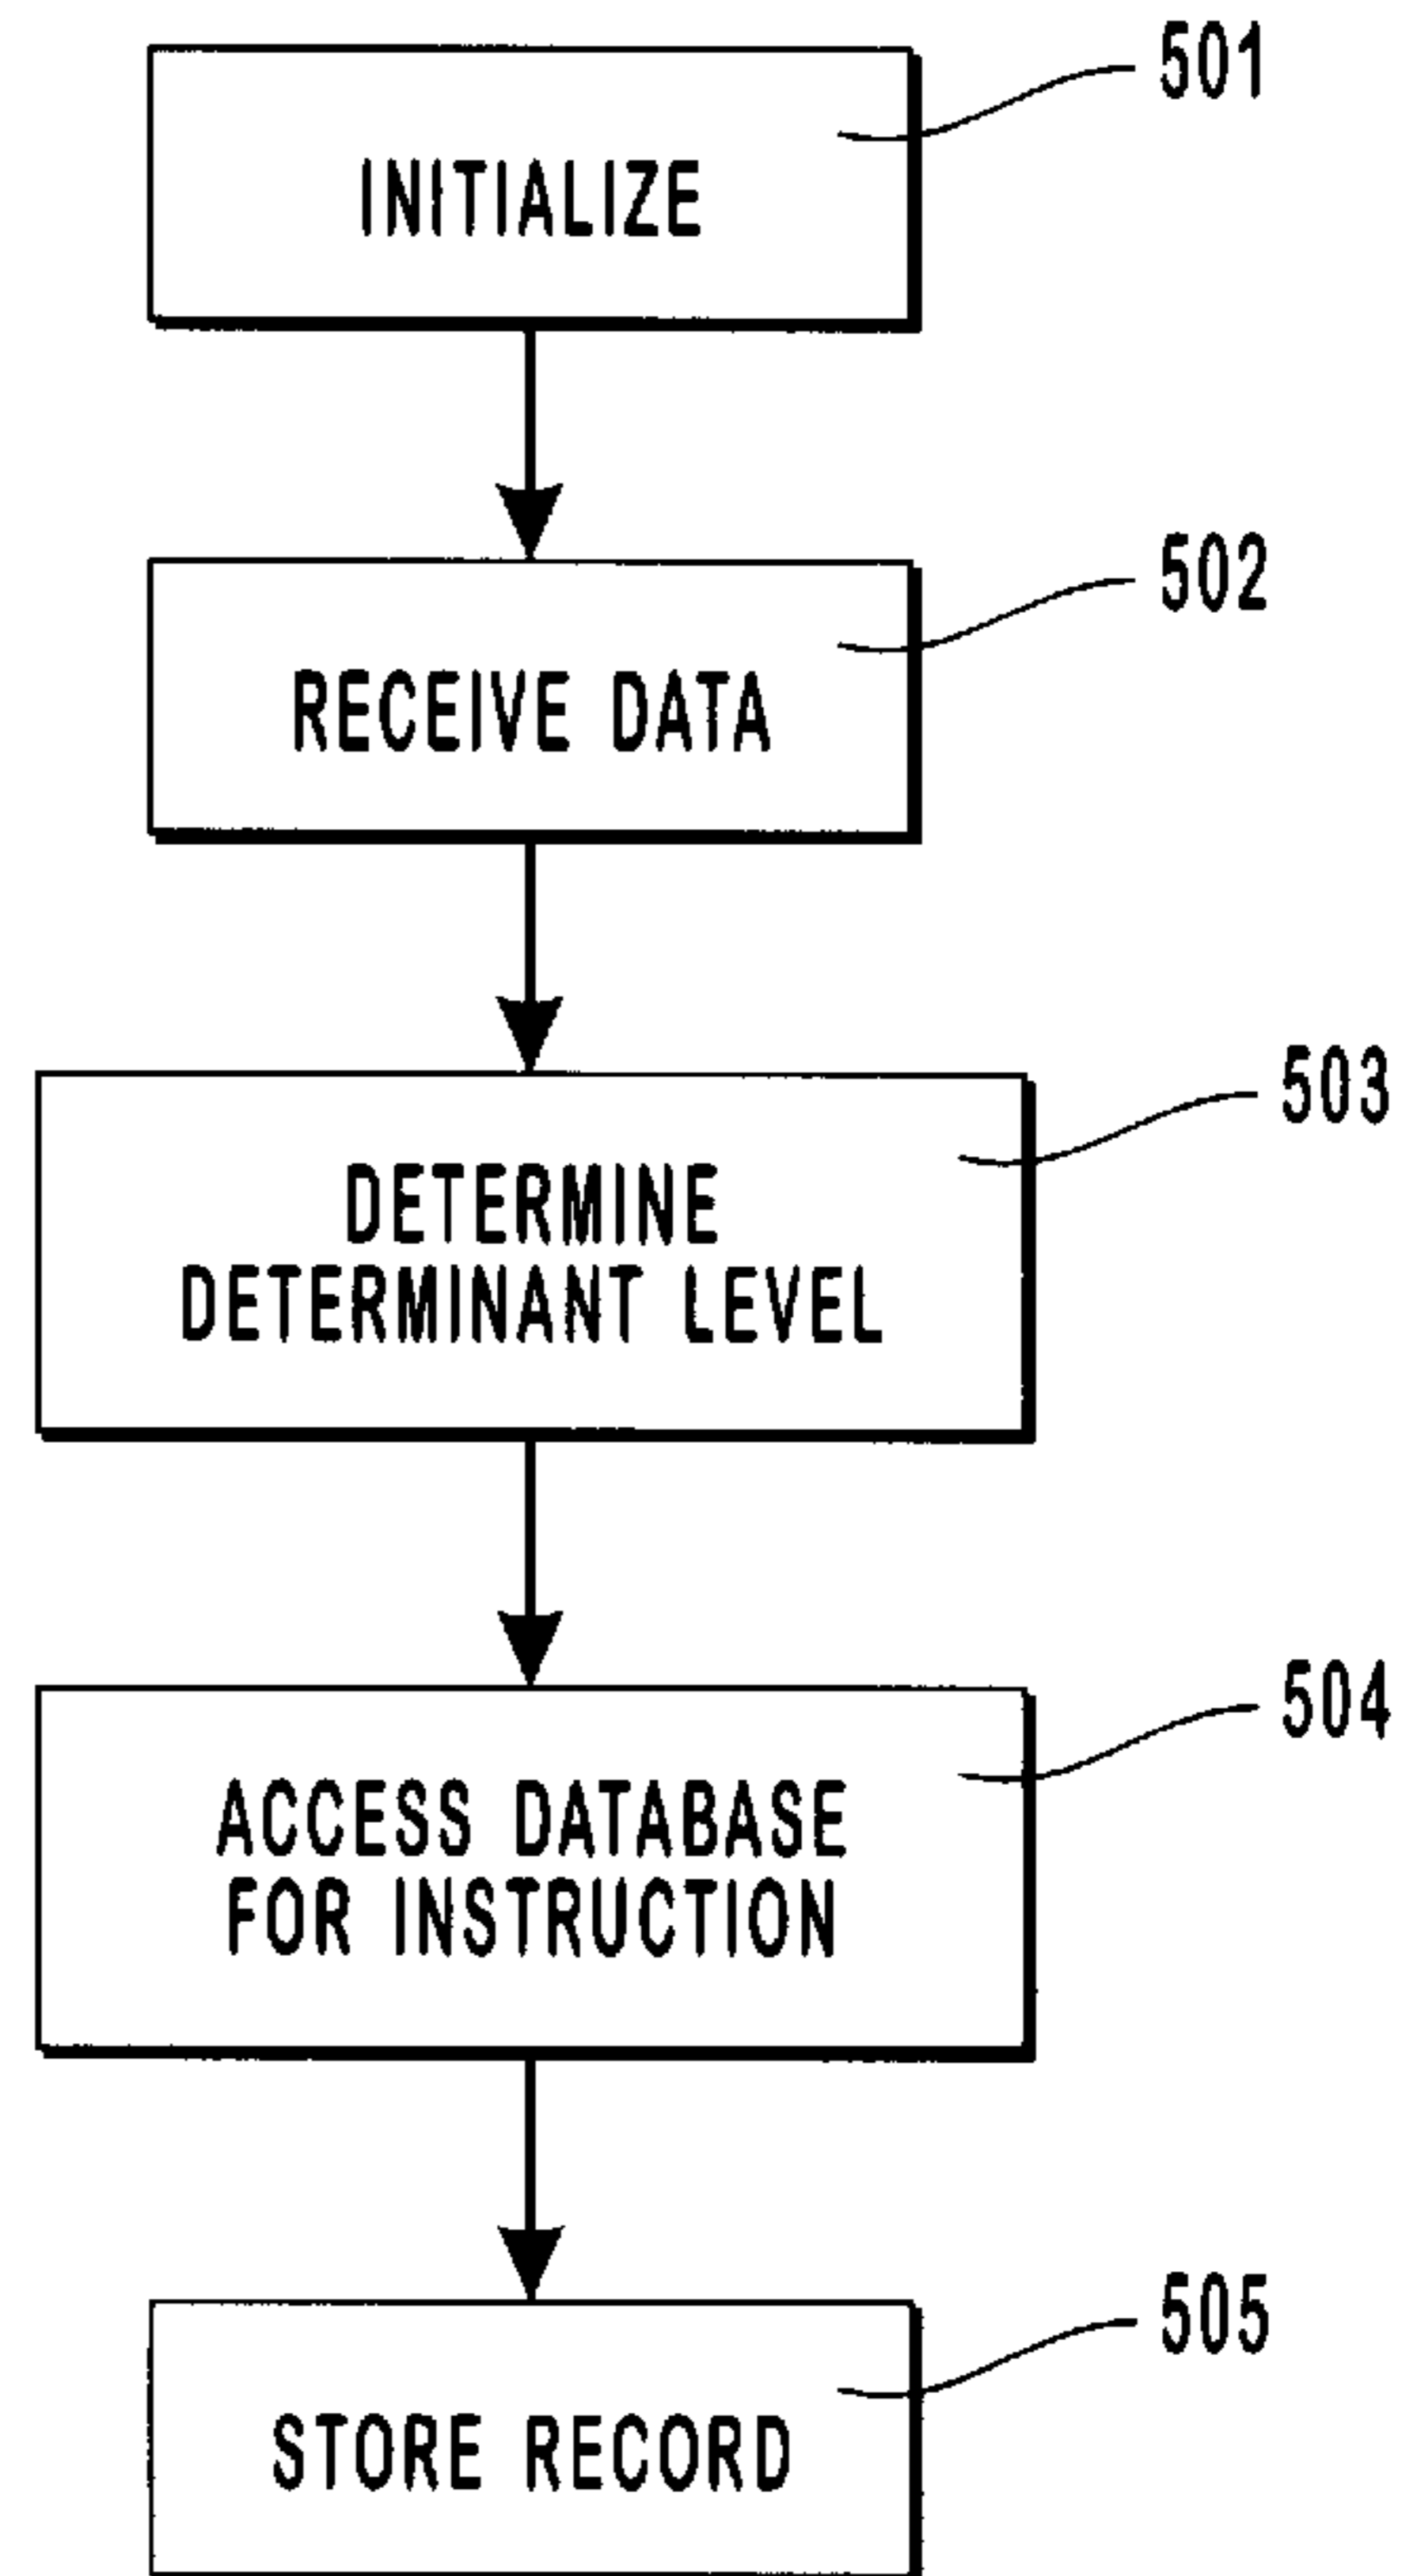 501
INITIALIZE
502
RECEIVE DATA
503
DETERMINE
DETERMINANT LEVEL
504
ACCESS DATABASE
FOR INSTRUCTION
505
STORE RECORD